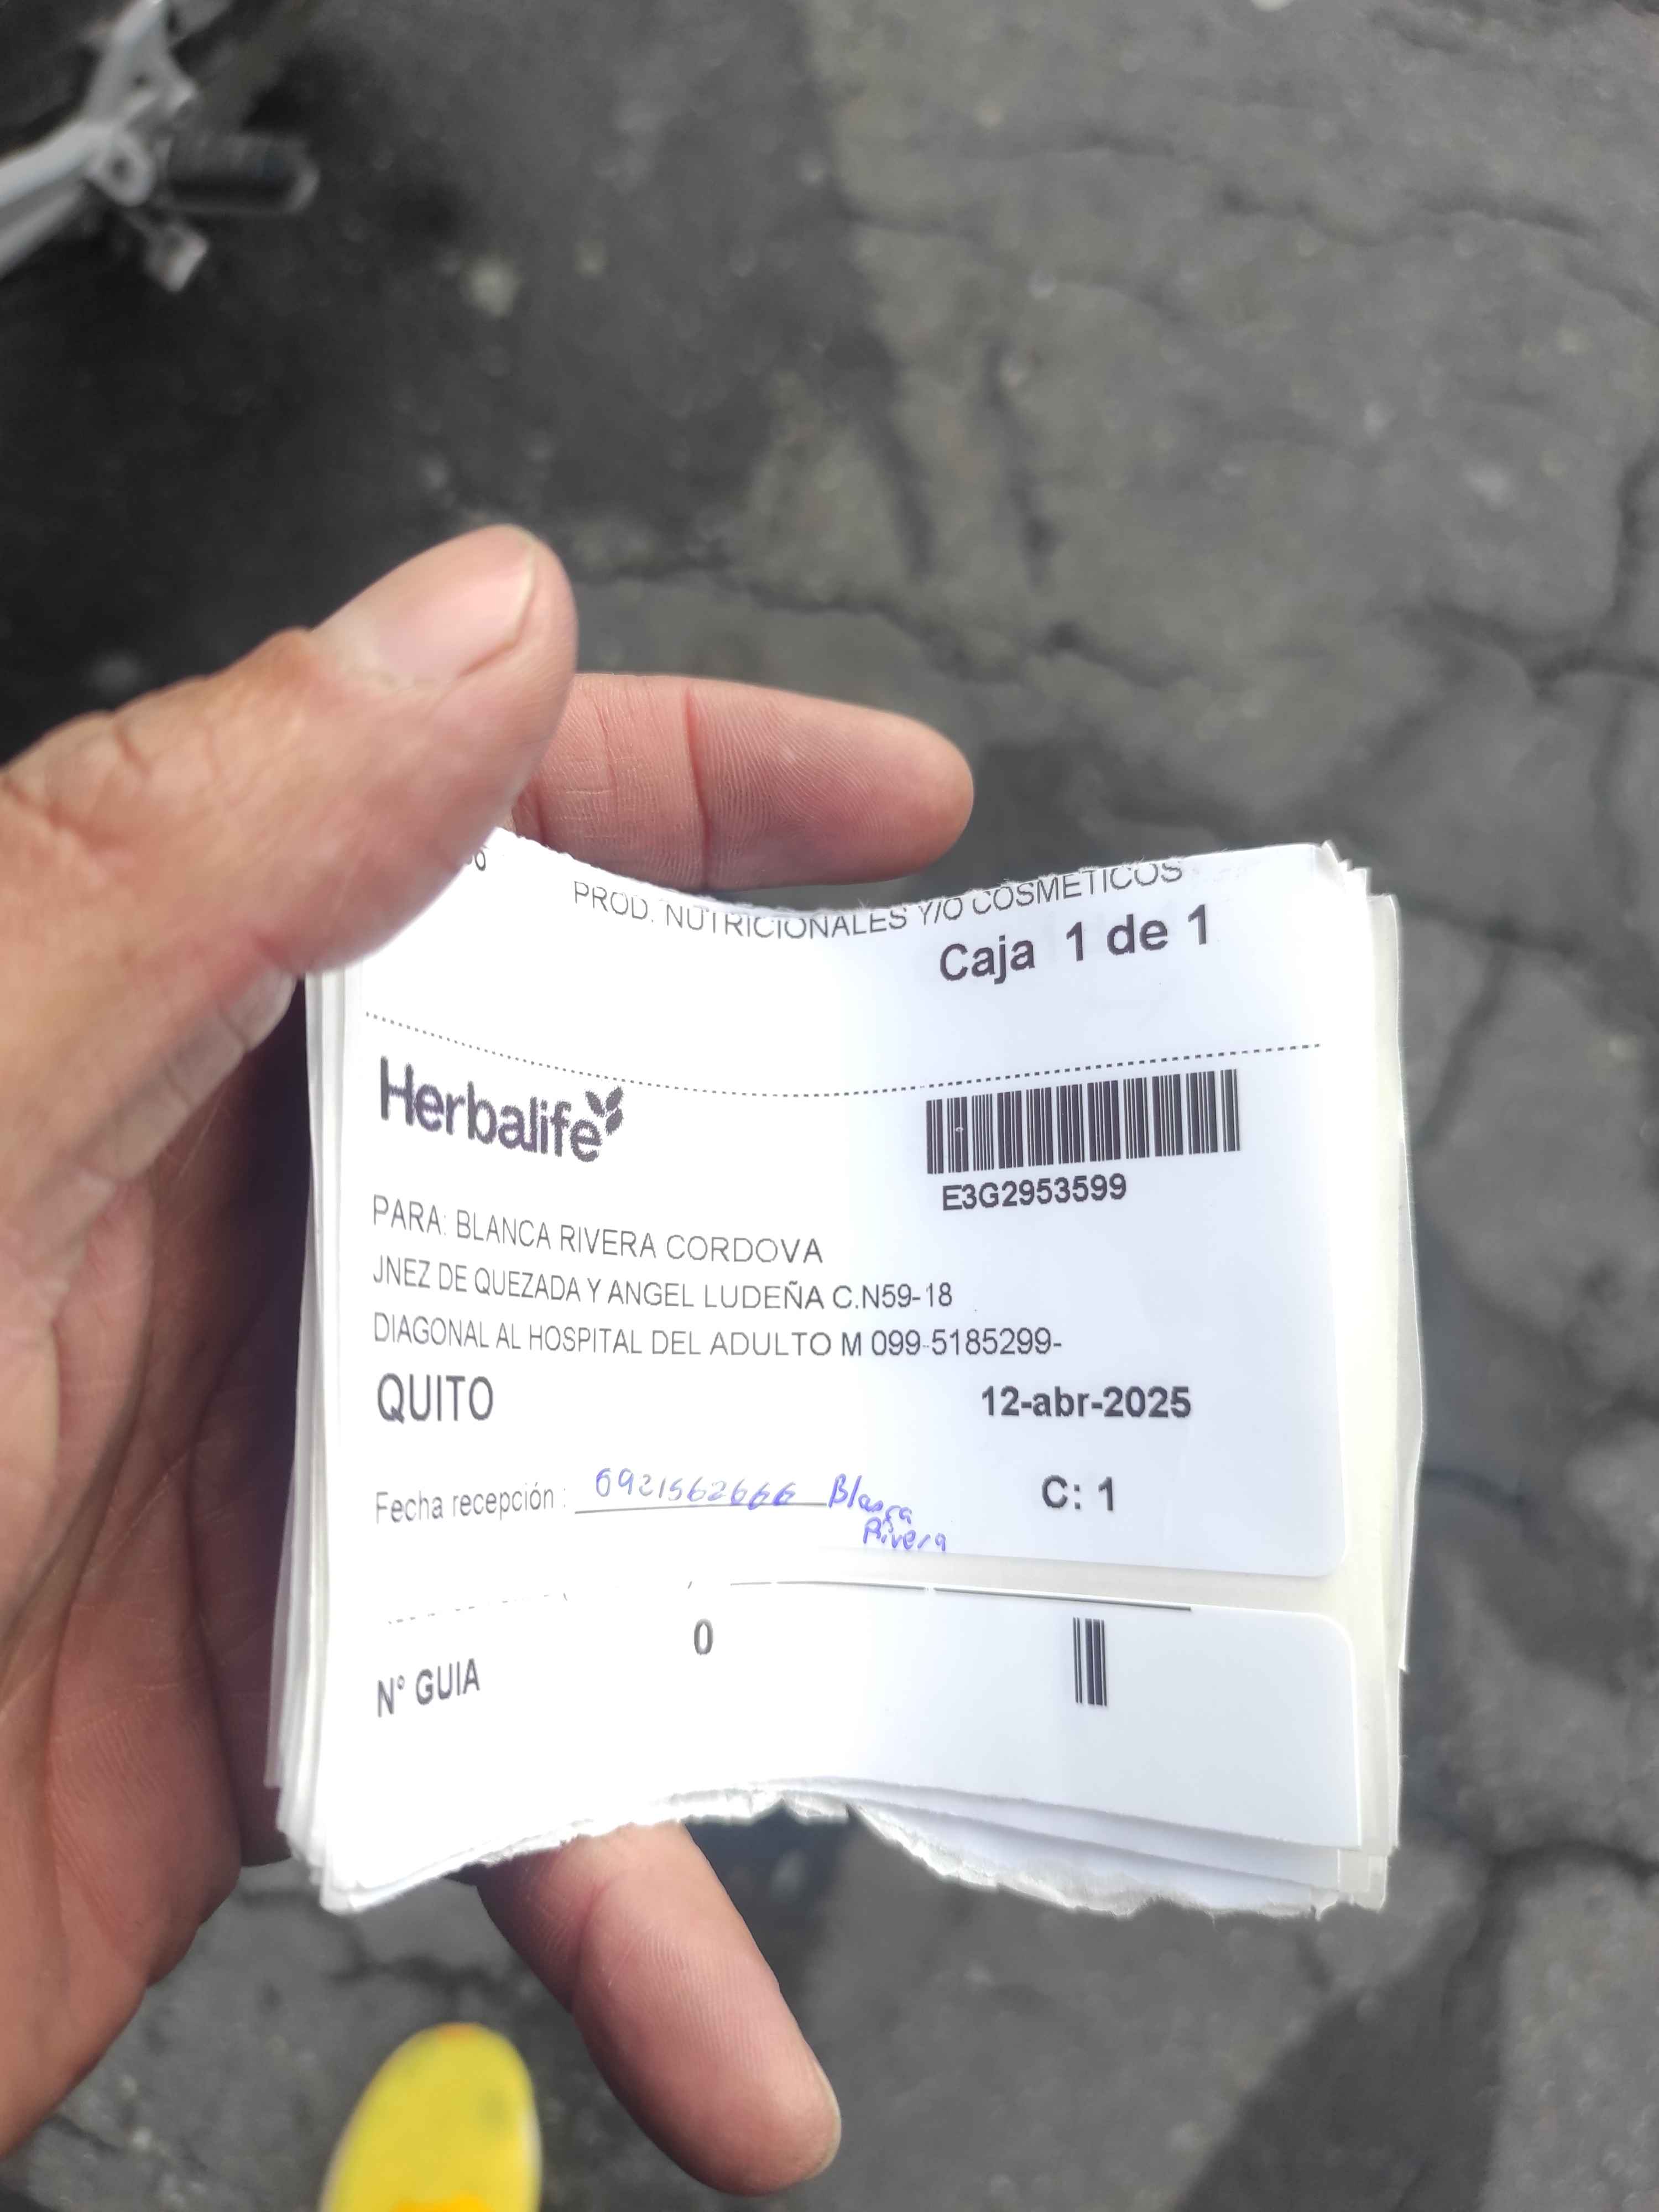 PROD. NUTRICIONALES Y/O COSMETICOS
Caja 1 de 1
Herbalife
E3G2953599
PARA: BLANCA RIVERA CORDOVA
JNEZ DE QUEZADA Y ANGEL LUDEÑA C.N59-18
DIAGONAL AL HOSPITAL DEL ADULTO M 099-5185299-
QUITO
12-abr-2025
Fecha recepción : 0921562666 Blanca
Rivera
C: 1
N° GUIA
0